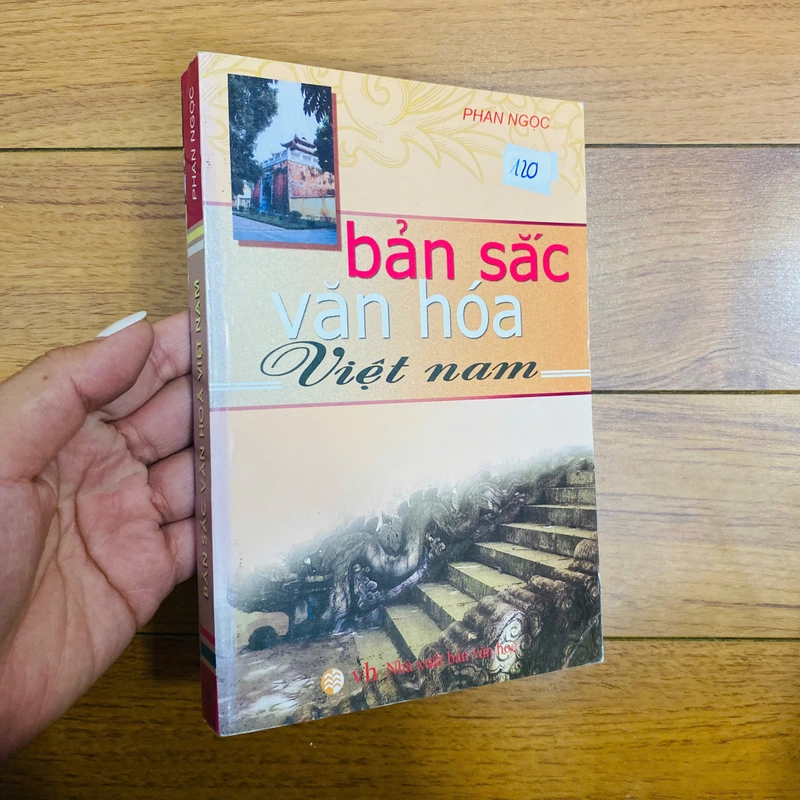 PHAN NGỌC
120
bản sắc
văn hóa
Việt nam
vh Nhà xuất bản văn học
PHAN NGỌC
BẢN SẮC VĂN HOÁ VIỆT NAM